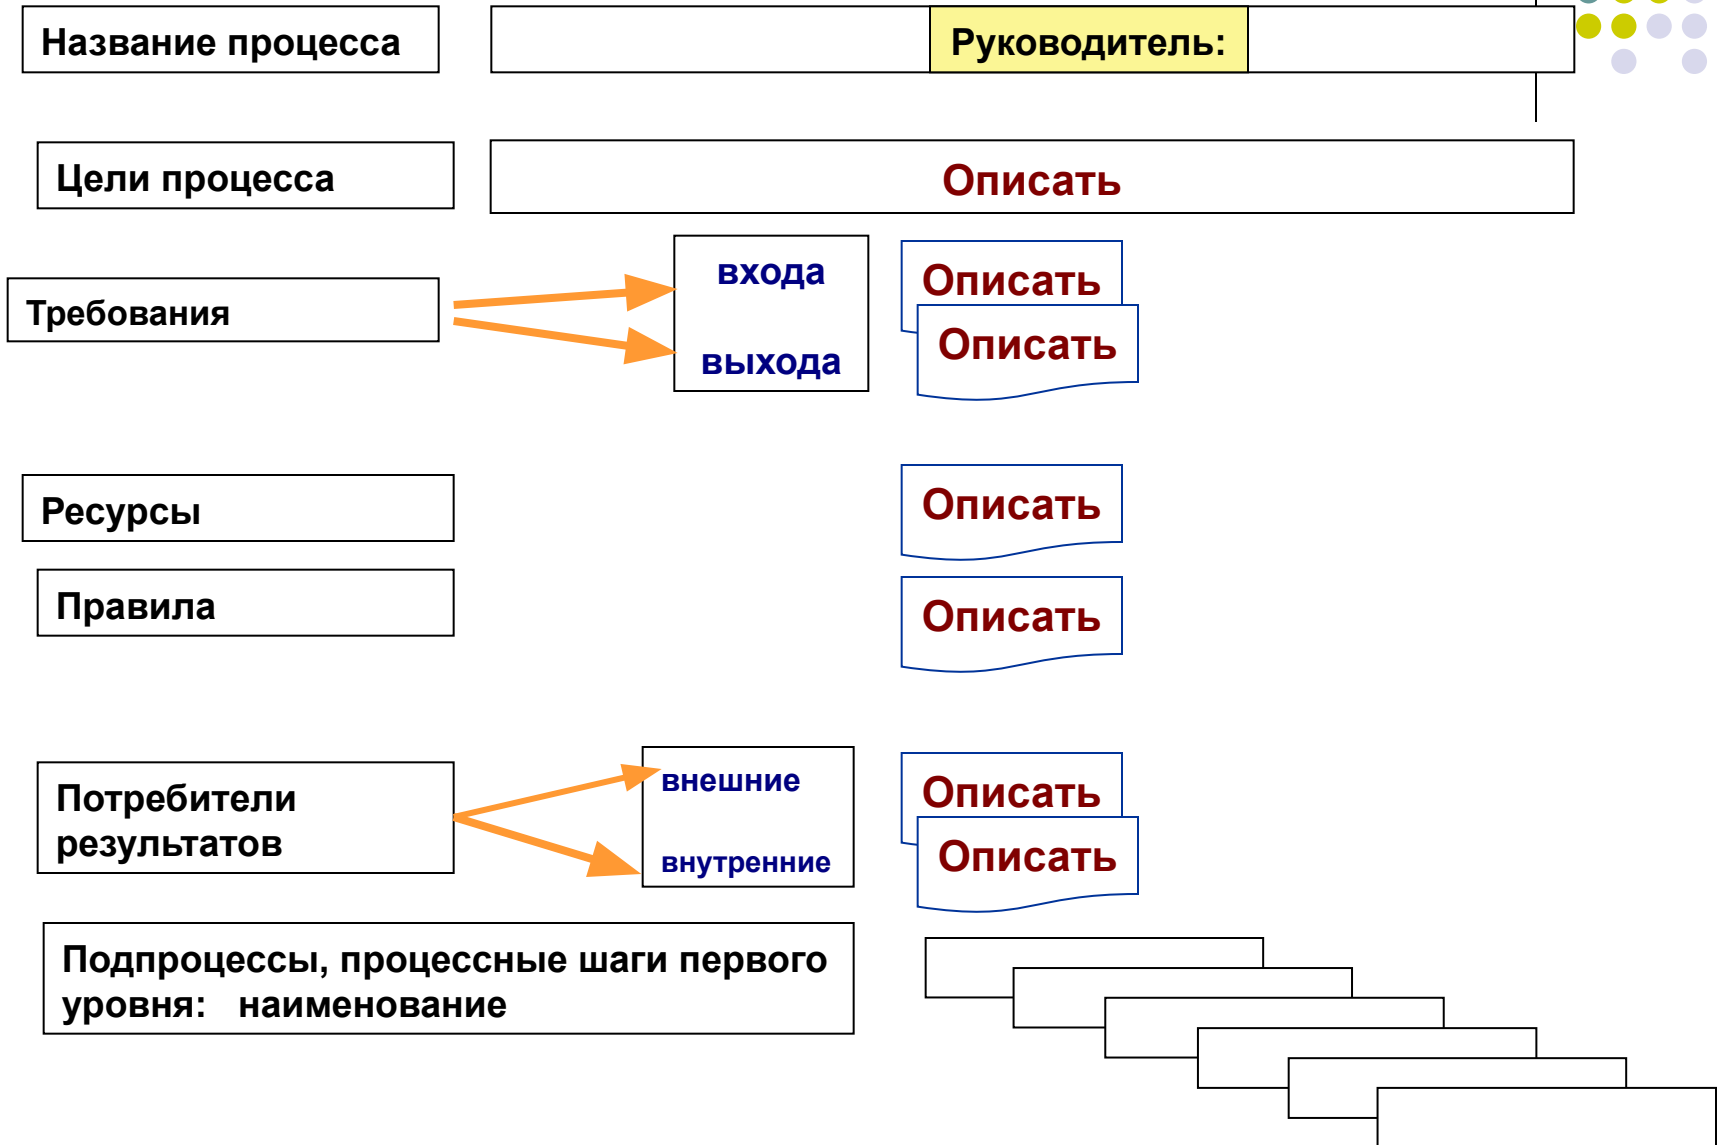 Название процесса
Руководитель:
Цели процесса
Описать
Требования
входа
выхода
Описать
Описать
Ресурсы
Описать
Правила
Описать
Потребители
результатов
внешние
внутренние
Описать
Описать
Подпроцессы, процессные шаги первого
уровня: наименование